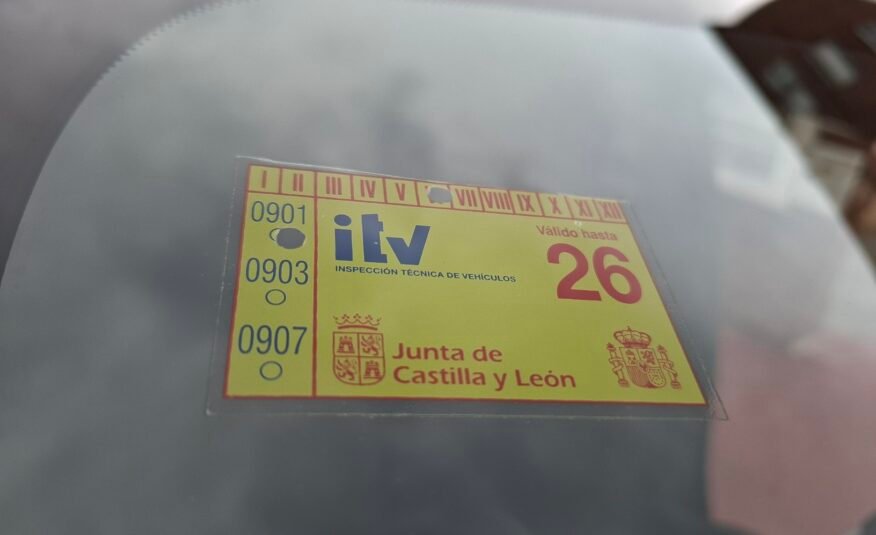 I II III IV V VII VIII IX X XI XII
0901
0903
0907
itv
INSPECCIÓN TÉCNICA DE VEHÍCULOS
Válido hasta
26
Junta de
Castilla y León